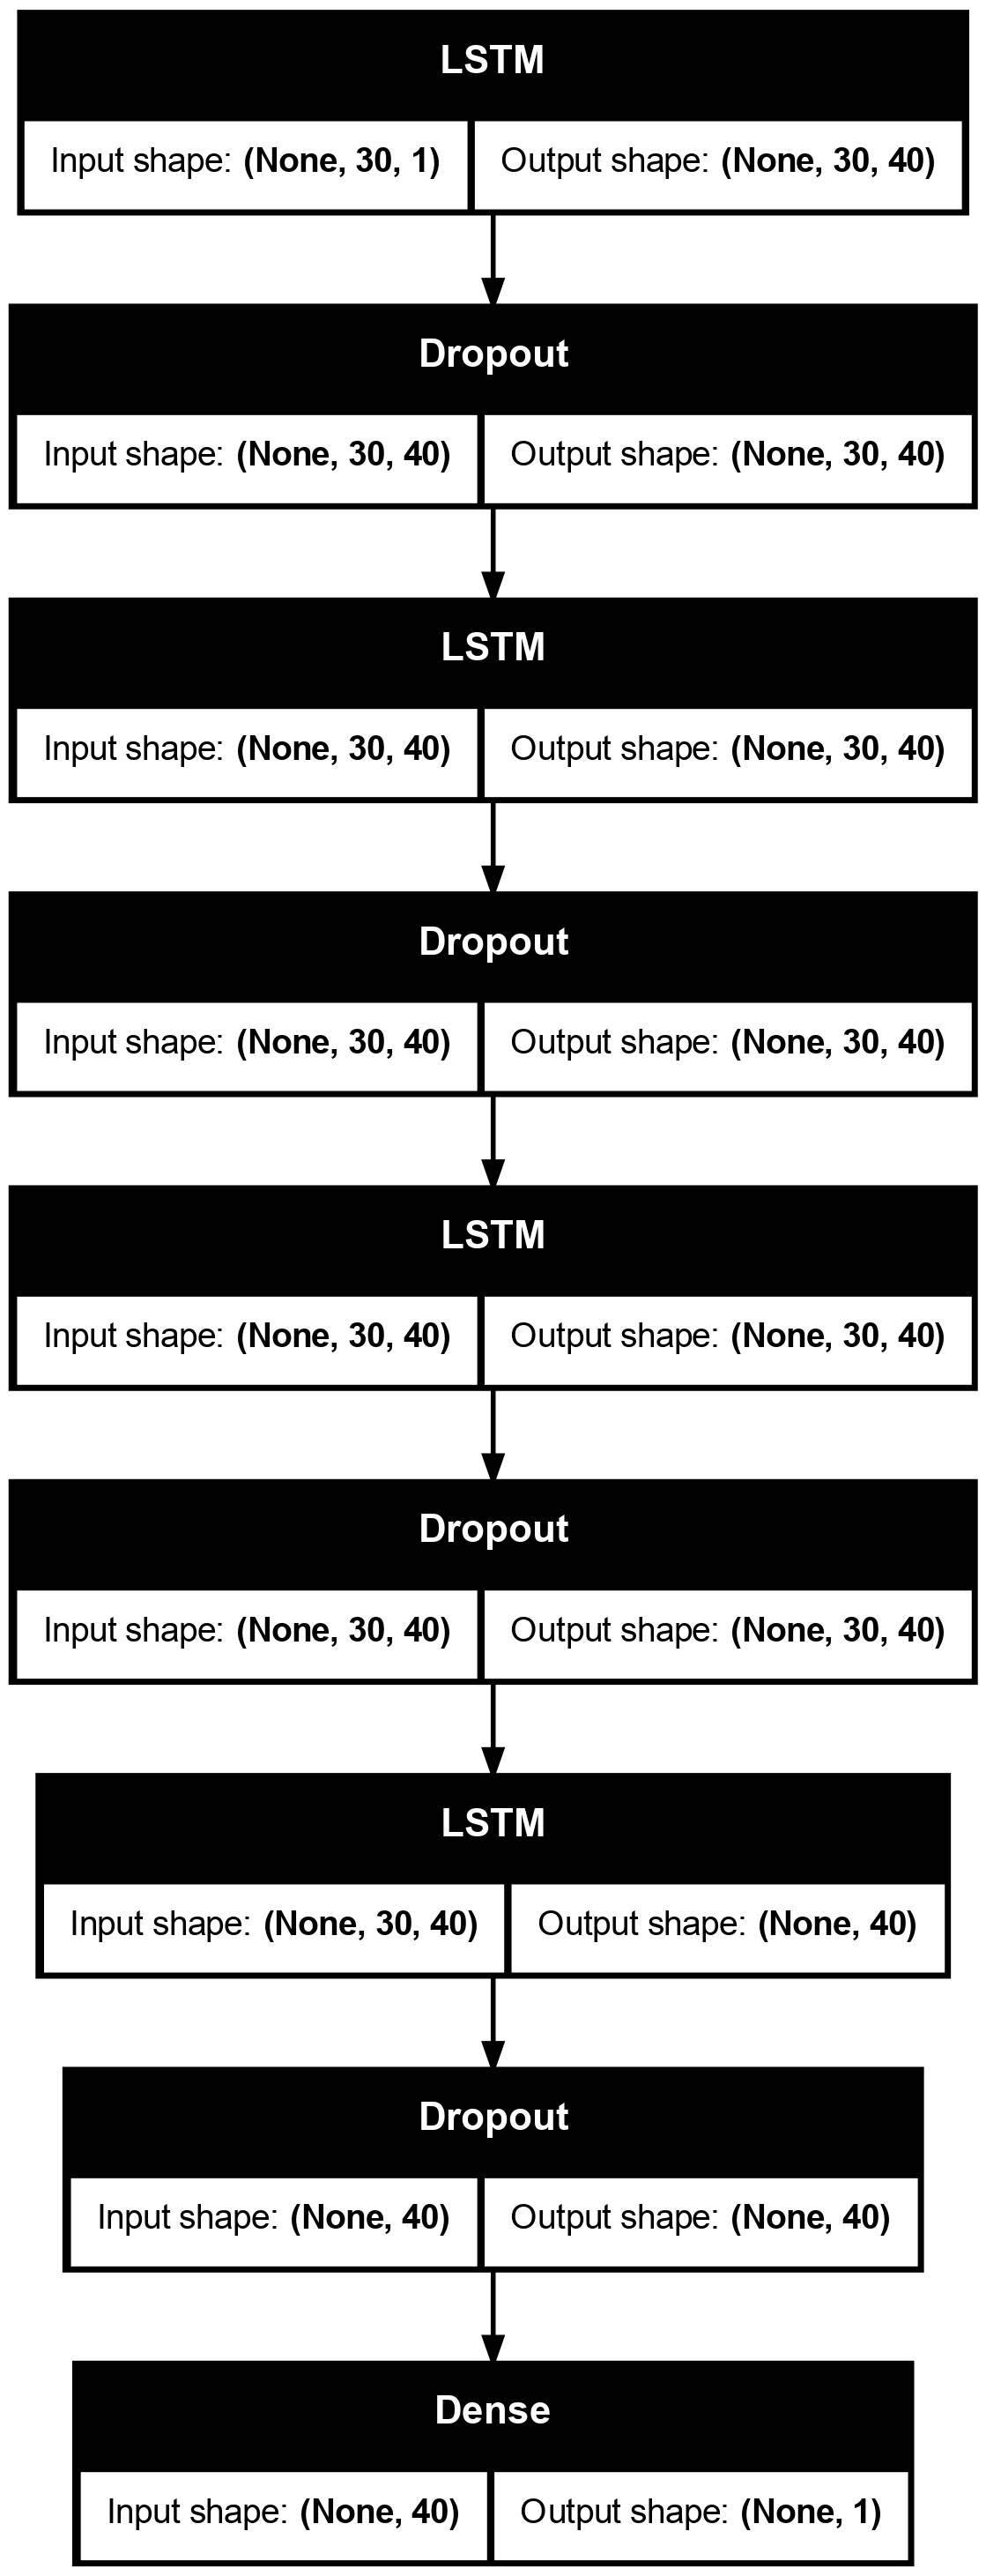 LSTM
Input shape: (None, 30, 1) Output shape: (None, 30, 40)
Dropout
Input shape: (None, 30, 40) Output shape: (None, 30, 40)
LSTM
Input shape: (None, 30, 40) Output shape: (None, 30, 40)
Dropout
Input shape: (None, 30, 40) Output shape: (None, 30, 40)
LSTM
Input shape: (None, 30, 40) Output shape: (None, 30, 40)
Dropout
Input shape: (None, 30, 40) Output shape: (None, 30, 40)
LSTM
Input shape: (None, 30, 40) Output shape: (None, 40)
Dropout
Input shape: (None, 40) Output shape: (None, 40)
Dense
Input shape: (None, 40) Output shape: (None, 1)